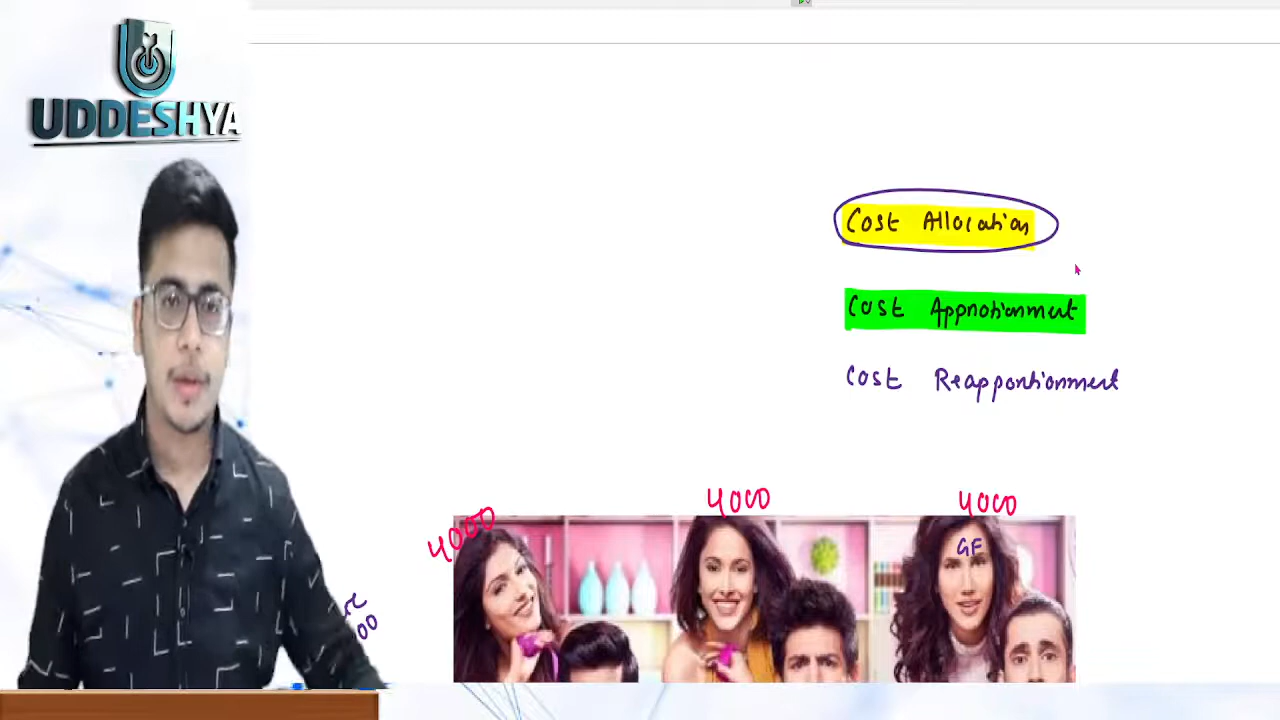 UDDESHYA
Cost Allocation
Cost Apportionment
Cost Reapportionment
4000
4000
4000
GF